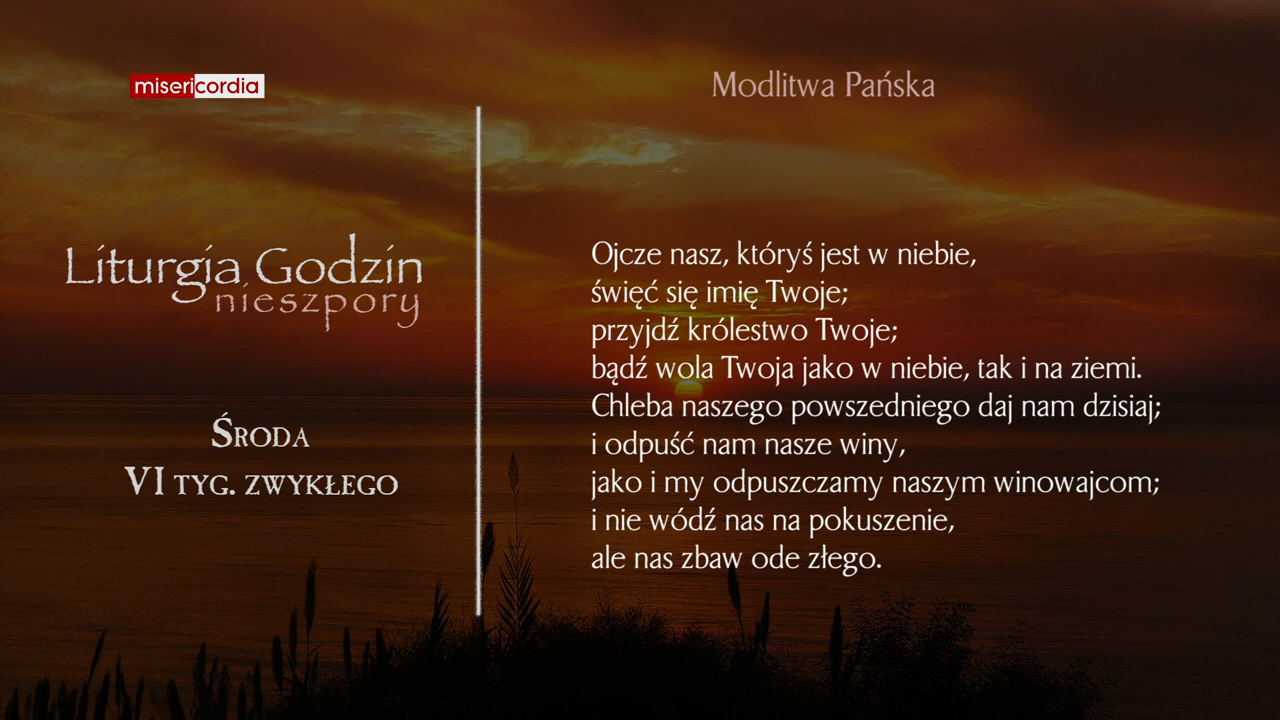 misericordia
Liturgia Godzin
nieszpory
Środa
VI tyg. zwykłego
Modlitwa Pańska
Ojcze nasz, któryś jest w niebie,
święć się imię Twoje;
przyjdź królestwo Twoje;
bądź wola Twoja jako w niebie, tak i na ziemi.
Chleba naszego powszedniego daj nam dzisiaj;
i odpuść nam nasze winy,
jako i my odpuszczamy naszym winowajcom;
i nie wódź nas na pokuszenie,
ale nas zbaw ode złego.